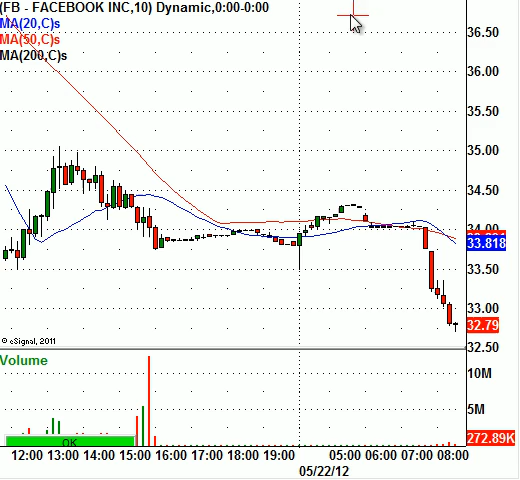 (FB - FACEBOOK INC,10) Dynamic,0:00-0:00
MA(20,C)s
MA(50,C)s
MA(200,C)s
36.50
36.00
35.50
35.00
34.50
34.00
33.818
33.50
33.00
32.79
32.50
© eSignal, 2011
Volume
10M
5M
272.89K
OK
12:00 13:00 14:00 15:00 16:00 17:00 18:00 19:00 05:00 06:00 07:00 08:00
05/22/12